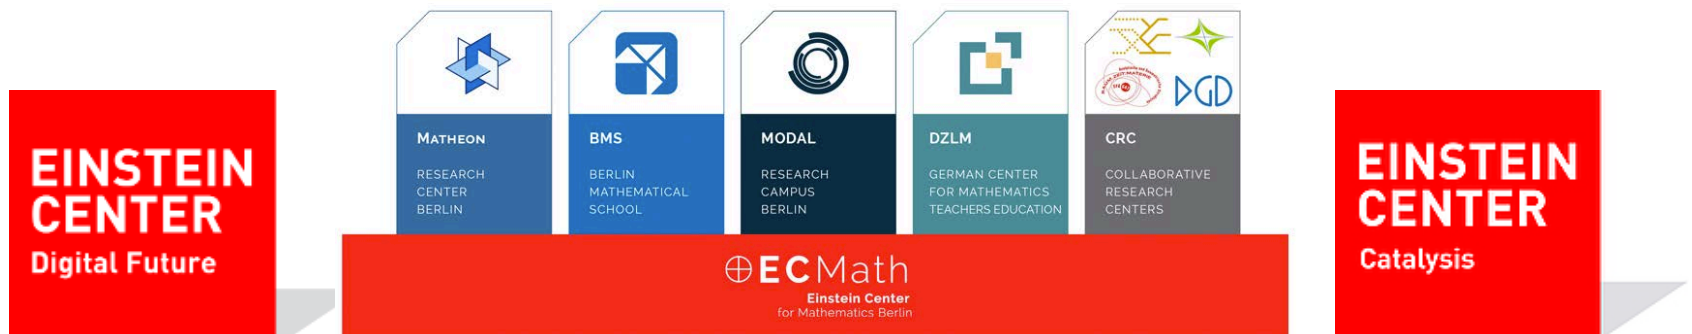 EINSTEIN
CENTER
Digital Future
MATHEON
RESEARCH
CENTER
BERLIN
BMS
BERLIN
MATHEMATICAL
SCHOOL
MODAL
RESEARCH
CAMPUS
BERLIN
DZLM
GERMAN CENTER
FOR MATHEMATICS
TEACHERS EDUCATION
DGD
CRC
COLLABORATIVE
RESEARCH
CENTERS
ECMath
Einstein Center
for Mathematics Berlin
EINSTEIN
CENTER
Catalysis